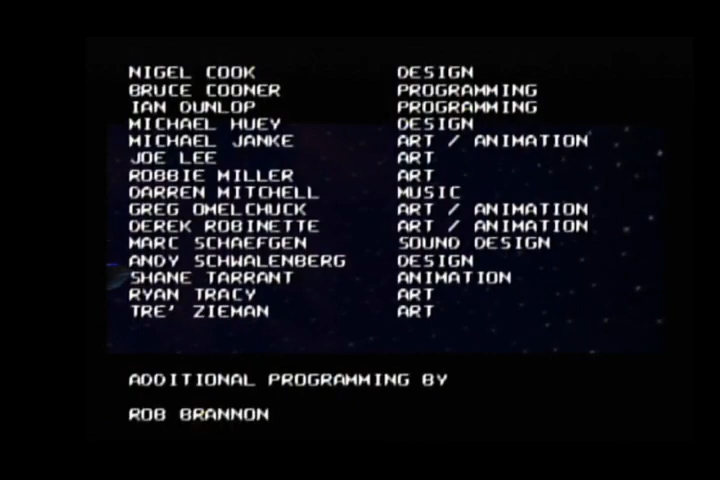 NIGEL COOK DESIGN
BRUCE COONER PROGRAMMING
IAN DUNLOP PROGRAMMING
MICHAEL HUEY DESIGN
MICHAEL JANKE ART / ANIMATION
JOE LEE ART
ROBBIE MILLER ART
DARREN MITCHELL MUSIC
GREG OMELCHUCK ART / ANIMATION
DEREK ROBINETTE ART / ANIMATION
MARC SCHAEFGEN SOUND DESIGN
ANDY SCHWALENBERG DESIGN
SHANE TARRANT ANIMATION
RYAN TRACY ART
TRE' ZIEMAN ART
ADDITIONAL PROGRAMMING BY
ROB BRANNON